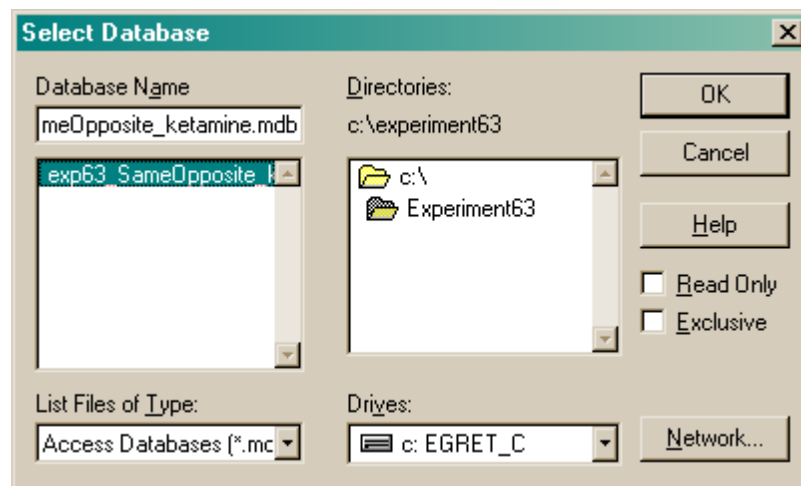 Select Database
Database Name
meOpposite_ketamine.mdb
exp63_SameOpposite_k
List Files of Type:
Access Databases (*.mc
Directories:
c:\experiment63
c:\
Experiment63
Drives:
c: EGRET_C
OK
Cancel
Help
Read Only
Exclusive
Network...